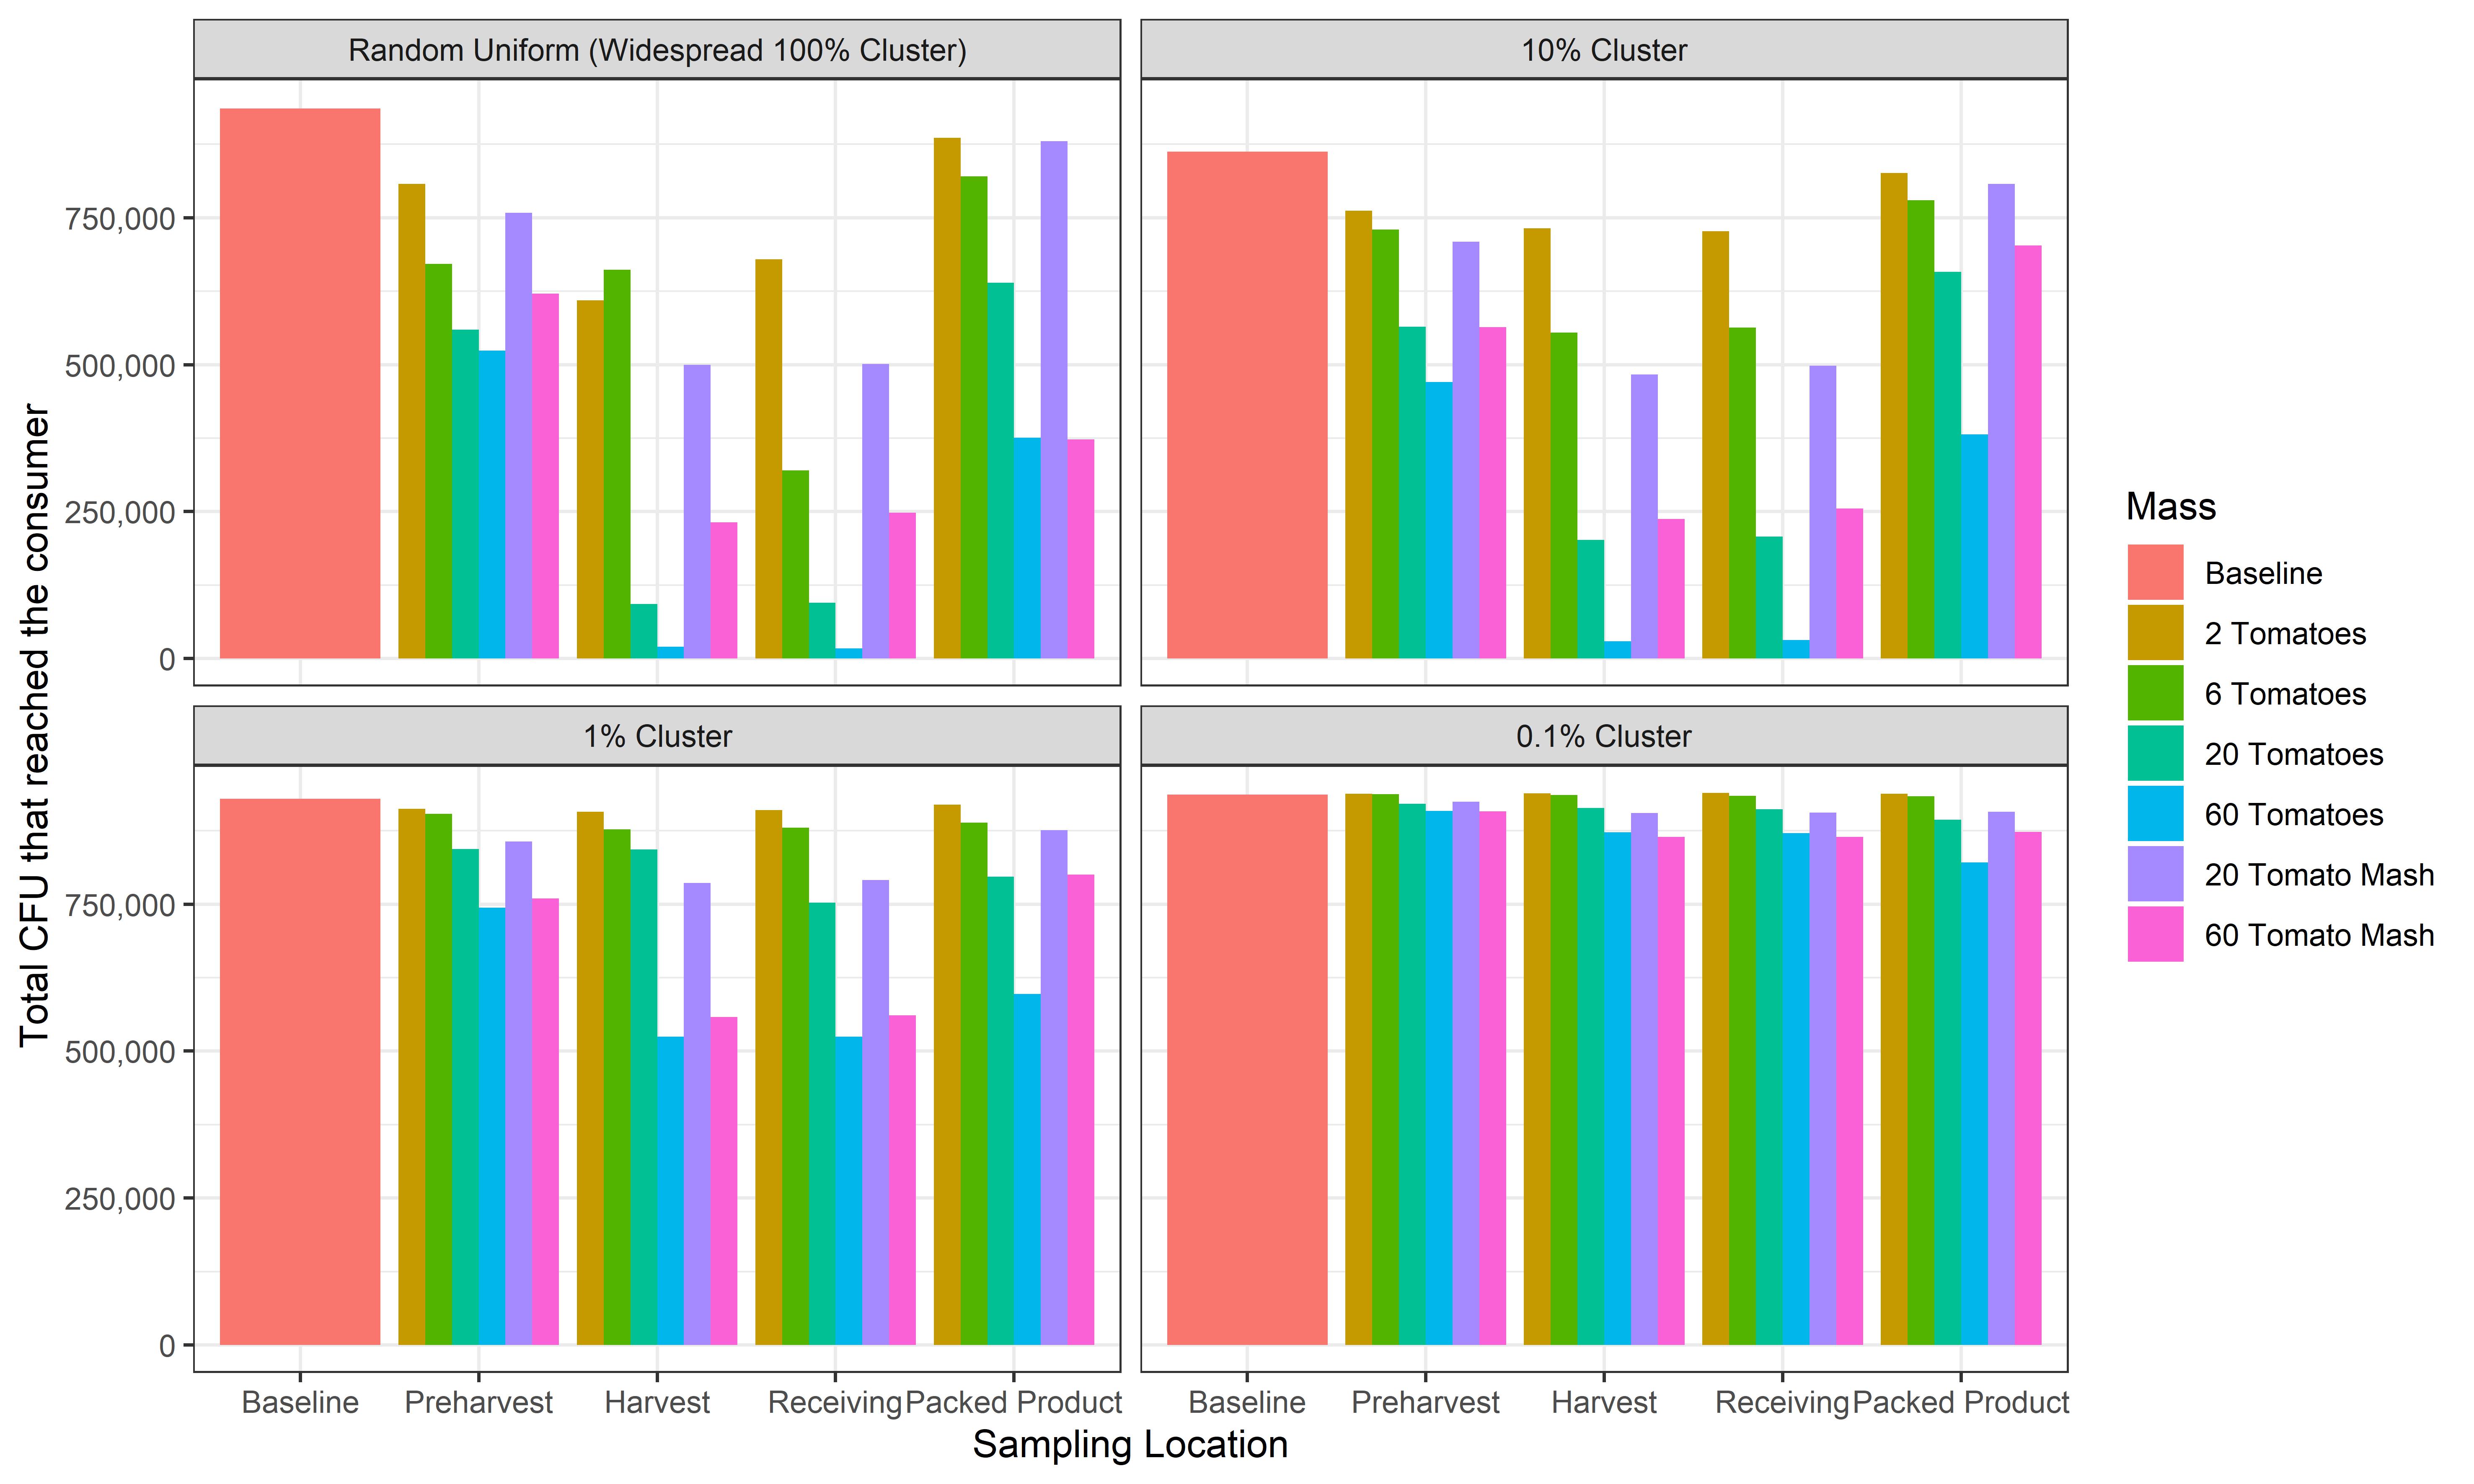 Random Uniform (Widespread 100% Cluster)
10% Cluster
750,000
500,000
250,000
0
1% Cluster
0.1% Cluster
750,000
500,000
250,000
0
Baseline Preharvest Harvest Receiving Packed Product
Baseline Preharvest Harvest Receiving Packed Product
Sampling Location
Total CFU that reached the consumer
Mass
Baseline
2 Tomatoes
6 Tomatoes
20 Tomatoes
60 Tomatoes
20 Tomato Mash
60 Tomato Mash